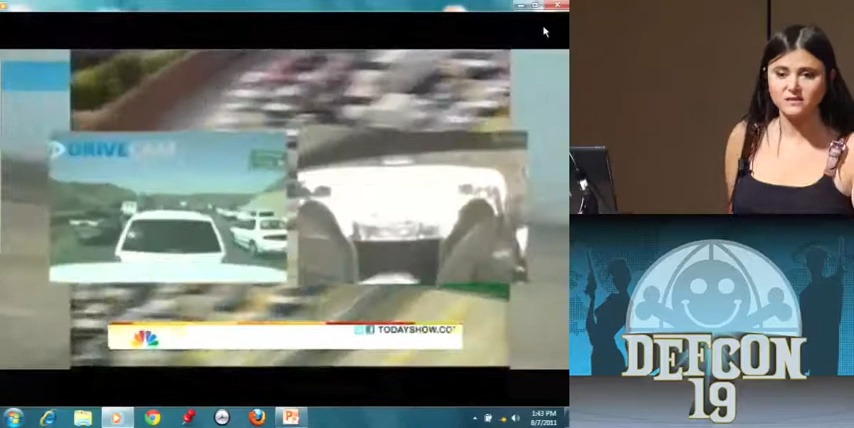 DRIVECAM
TODAYSHOW.CO
1:43 PM
8/7/2011
DEFCON
19